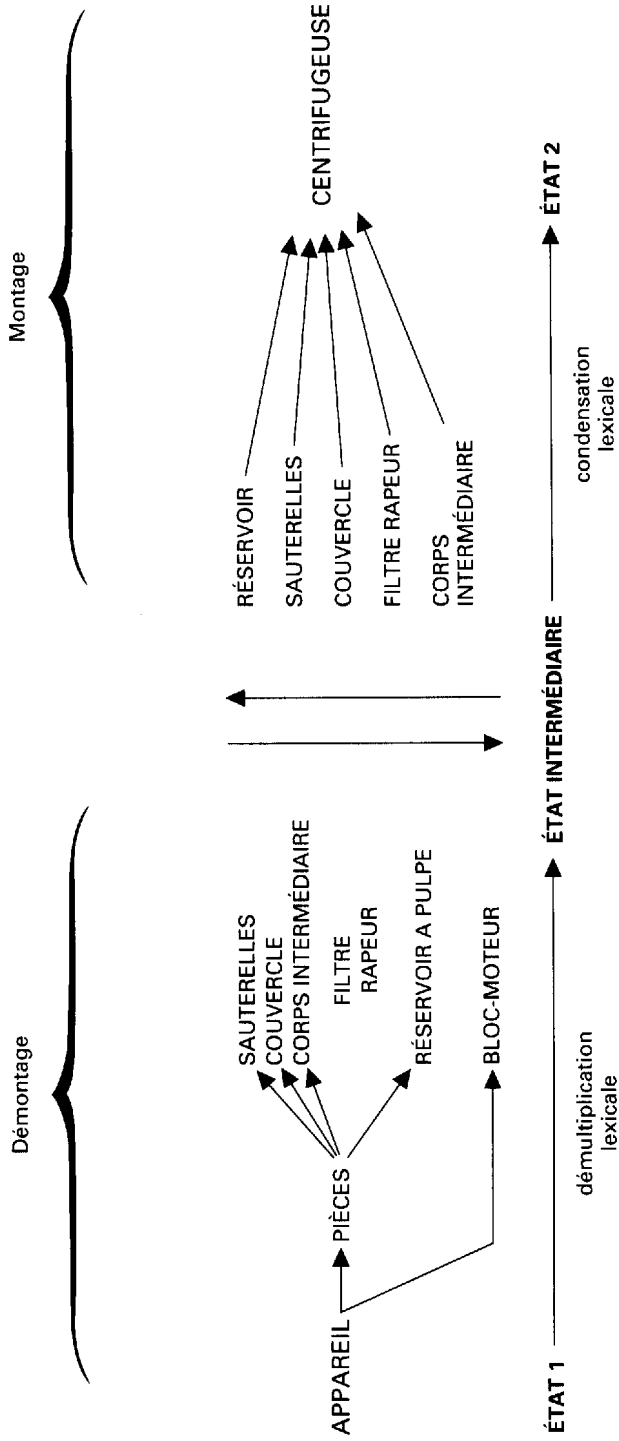 Démontage
Montage
APPAREIL
PIÈCES
SAUTERELLES
COUVERCLE
CORPS INTERMÉDIAIRE
FILTRE
RAPEUR
RÉSERVOIR A PULPE
BLOC-MOTEUR
RÉSERVOIR
SAUTERELLES
COUVERCLE
FILTRE RAPEUR
CORPS
INTERMÉDIAIRE
CENTRIFUGEUSE
ÉTAT 1
ÉTAT INTERMÉDIAIRE
ÉTAT 2
démultiplication
lexicale
condensation
lexicale